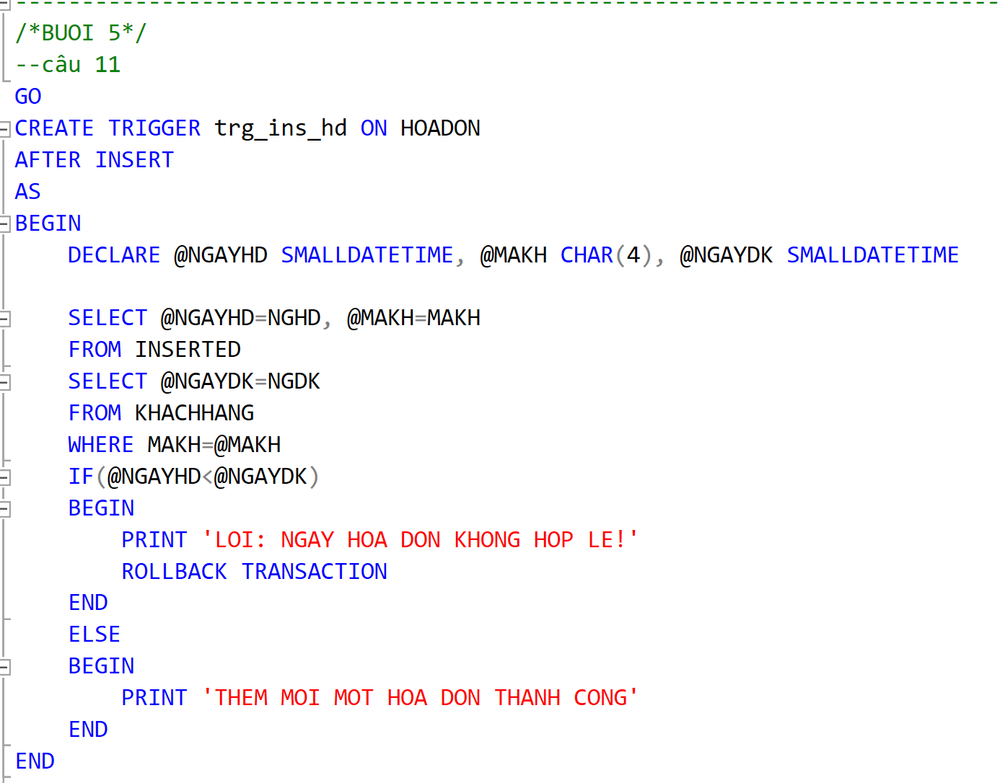 /*BUOI 5*/
--câu 11
GO
CREATE TRIGGER trg_ins_hd ON HOADON
AFTER INSERT
AS
BEGIN
    DECLARE @NGAYHD SMALLDATETIME, @MAKH CHAR(4), @NGAYDK SMALLDATETIME

    SELECT @NGAYHD=NGHD, @MAKH=MAKH
    FROM INSERTED
    SELECT @NGAYDK=NGDK
    FROM KHACHHANG
    WHERE MAKH=@MAKH
    IF(@NGAYHD<@NGAYDK)
    BEGIN
        PRINT 'LOI: NGAY HOA DON KHONG HOP LE!'
        ROLLBACK TRANSACTION
    END
    ELSE
    BEGIN
        PRINT 'THEM MOI MOT HOA DON THANH CONG'
    END
END